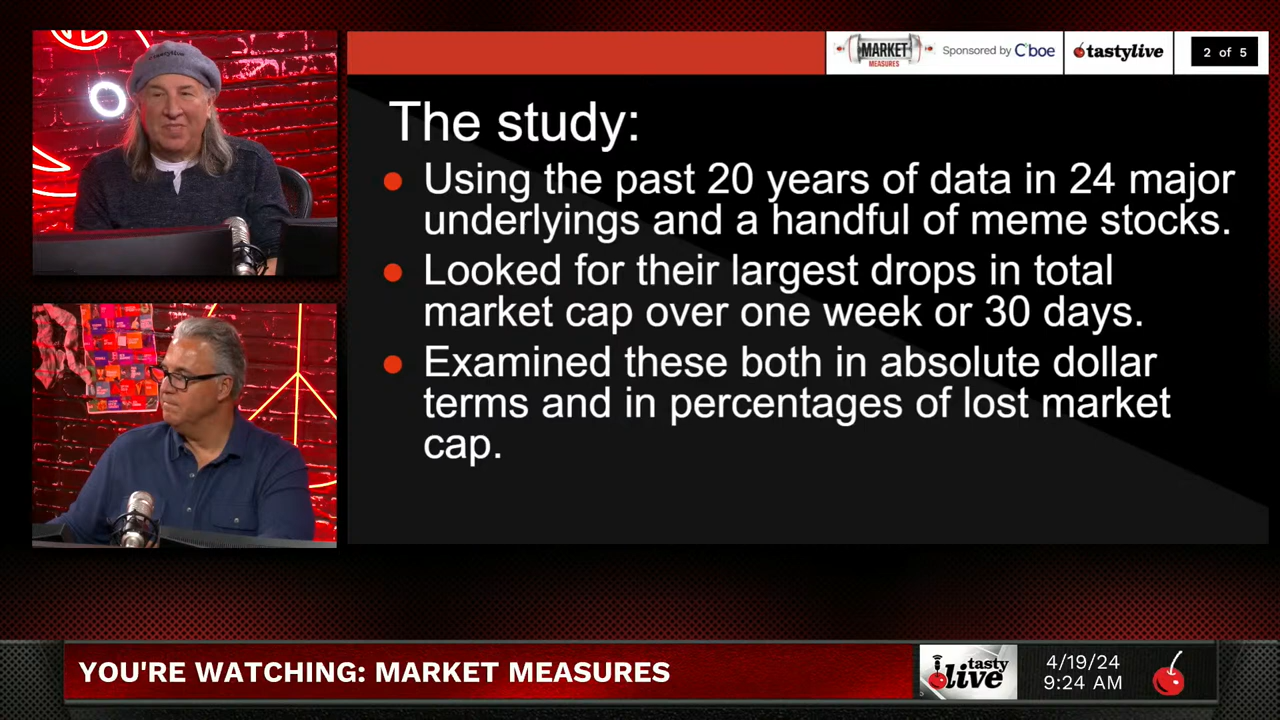 MARKET
MEASURES
Sponsored by Cboe
tastylive
2 of 5
The study:
Using the past 20 years of data in 24 major
underlyings and a handful of meme stocks.
Looked for their largest drops in total
market cap over one week or 30 days.
Examined these both in absolute dollar
terms and in percentages of lost market
cap.
YOU'RE WATCHING: MARKET MEASURES
tasty
live
4/19/24
9:24 AM